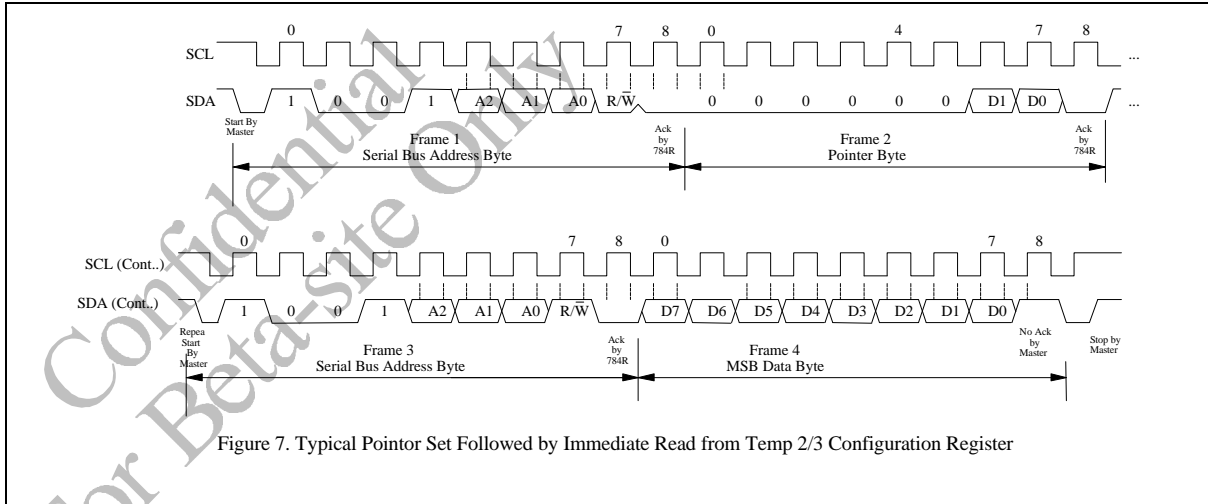 0 7 8 0 4 7 8
SCL ...
SDA 1 0 0 1 A2 A1 A0 R/W̅ 0 0 0 0 0 0 D1 D0 ...
Start By
Master
Ack
by
784R
Ack
by
784R
Frame 1
Serial Bus Address Byte
Frame 2
Pointer Byte
0 7 8 0 7 8
SCL (Cont..)
SDA (Cont..) 1 0 0 1 A2 A1 A0 R/W̅ D7 D6 D5 D4 D3 D2 D1 D0
Repea
Start
By
Master
Ack
by
784R
No Ack
by
Master
Stop by
Master
Frame 3
Serial Bus Address Byte
Frame 4
MSB Data Byte
Figure 7. Typical Pointor Set Followed by Immediate Read from Temp 2/3 Configuration Register
Confidential
or Beta-site Only